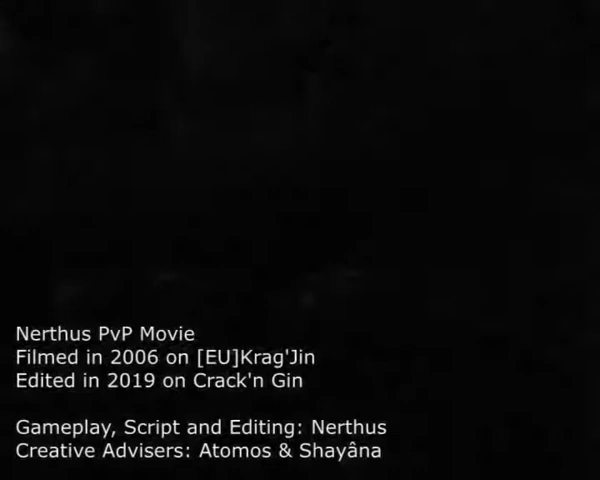 Nerthus PvP Movie
Filmed in 2006 on [EU]Krag'Jin
Edited in 2019 on Crack'n Gin
Gameplay, Script and Editing: Nerthus
Creative Advisers: Atomos & Shayâna